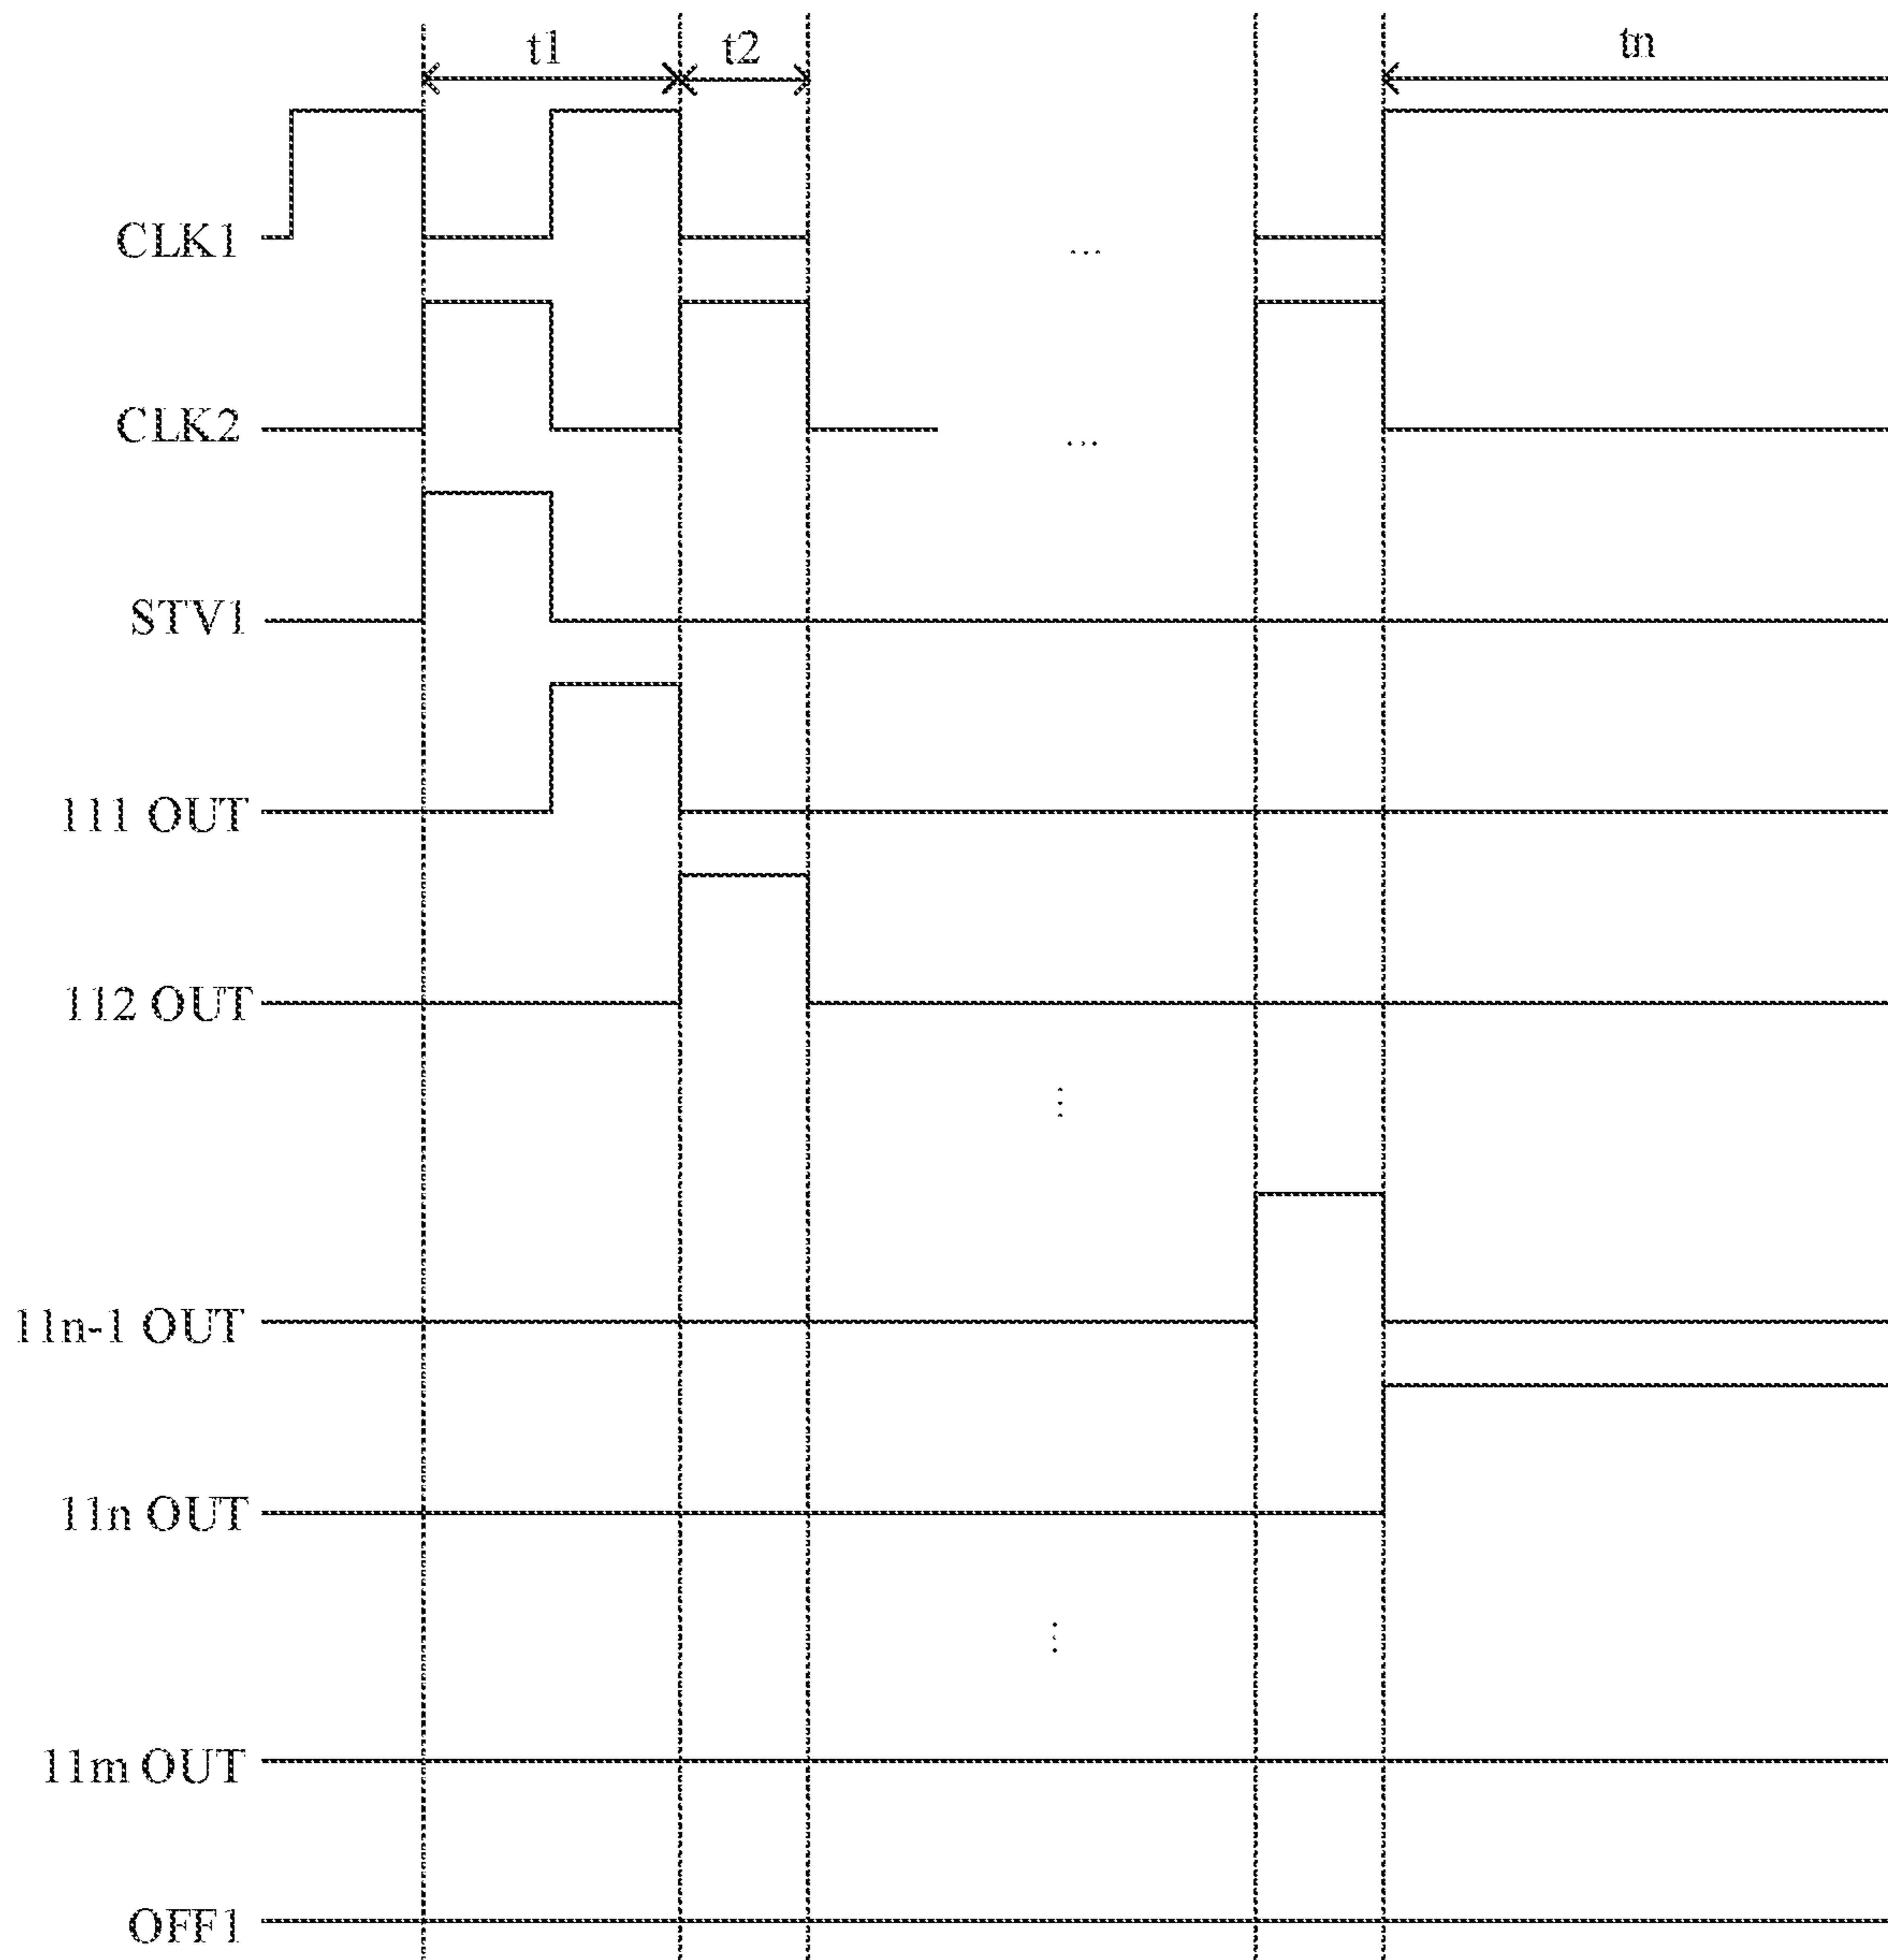 t1 t2 tn
CLK1 ...
CLK2 ...
STV1
111 OUT
112 OUT
⋮
11n-1 OUT
11n OUT
⋮
11m OUT
OFF1